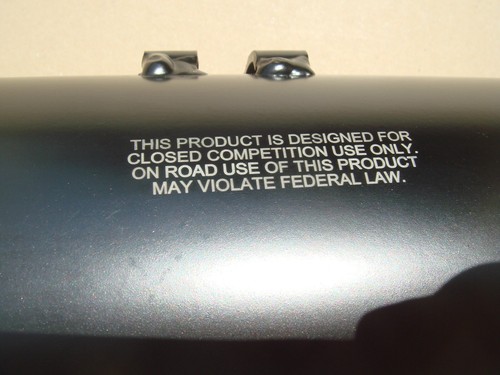 THIS PRODUCT IS DESIGNED FOR
CLOSED COMPETITION USE ONLY.
ON ROAD USE OF THIS PRODUCT
MAY VIOLATE FEDERAL LAW.